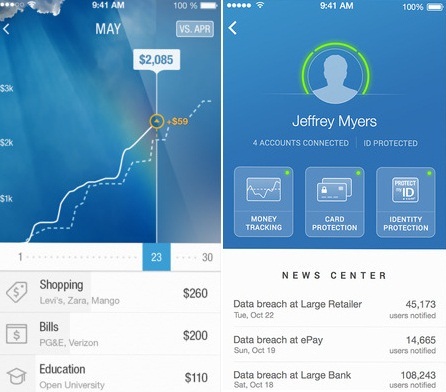 9:41 AM 100 %
MAY
VS. APR
$2,085
$3k
+$59
$2k
$1k
1 23 30
Shopping
Levi's, Zara, Mango
$260
Bills
PG&E, Verizon
$200
Education
Open University
$110
9:41 AM 100%
Jeffrey Myers
4 ACCOUNTS CONNECTED | ID PROTECTED
MONEY
TRACKING
CARD
PROTECTION
PROTECT
MY ID
IDENTITY
PROTECTION
NEWS CENTER
Data breach at Large Retailer 45,173
Tue, Oct 22 users notified
Data breach at ePay 14,665
Sun, Oct 19 users notified
Data breach at Large Bank 108,243
Sat, Oct 18 users notified